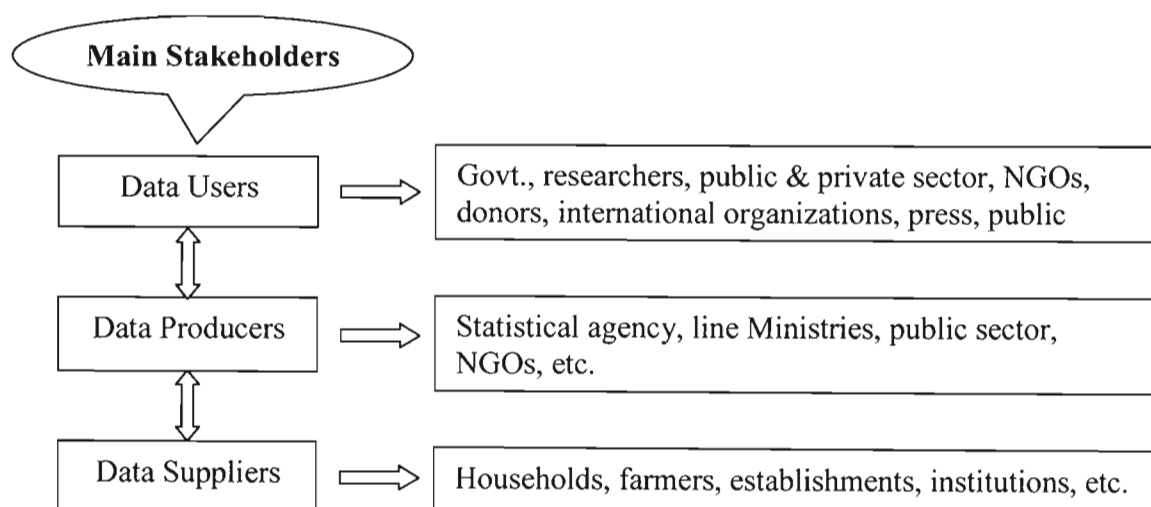 Main Stakeholders
Data Users
Govt., researchers, public & private sector, NGOs,
donors, international organizations, press, public
Data Producers
Statistical agency, line Ministries, public sector,
NGOs, etc.
Data Suppliers
Households, farmers, establishments, institutions, etc.